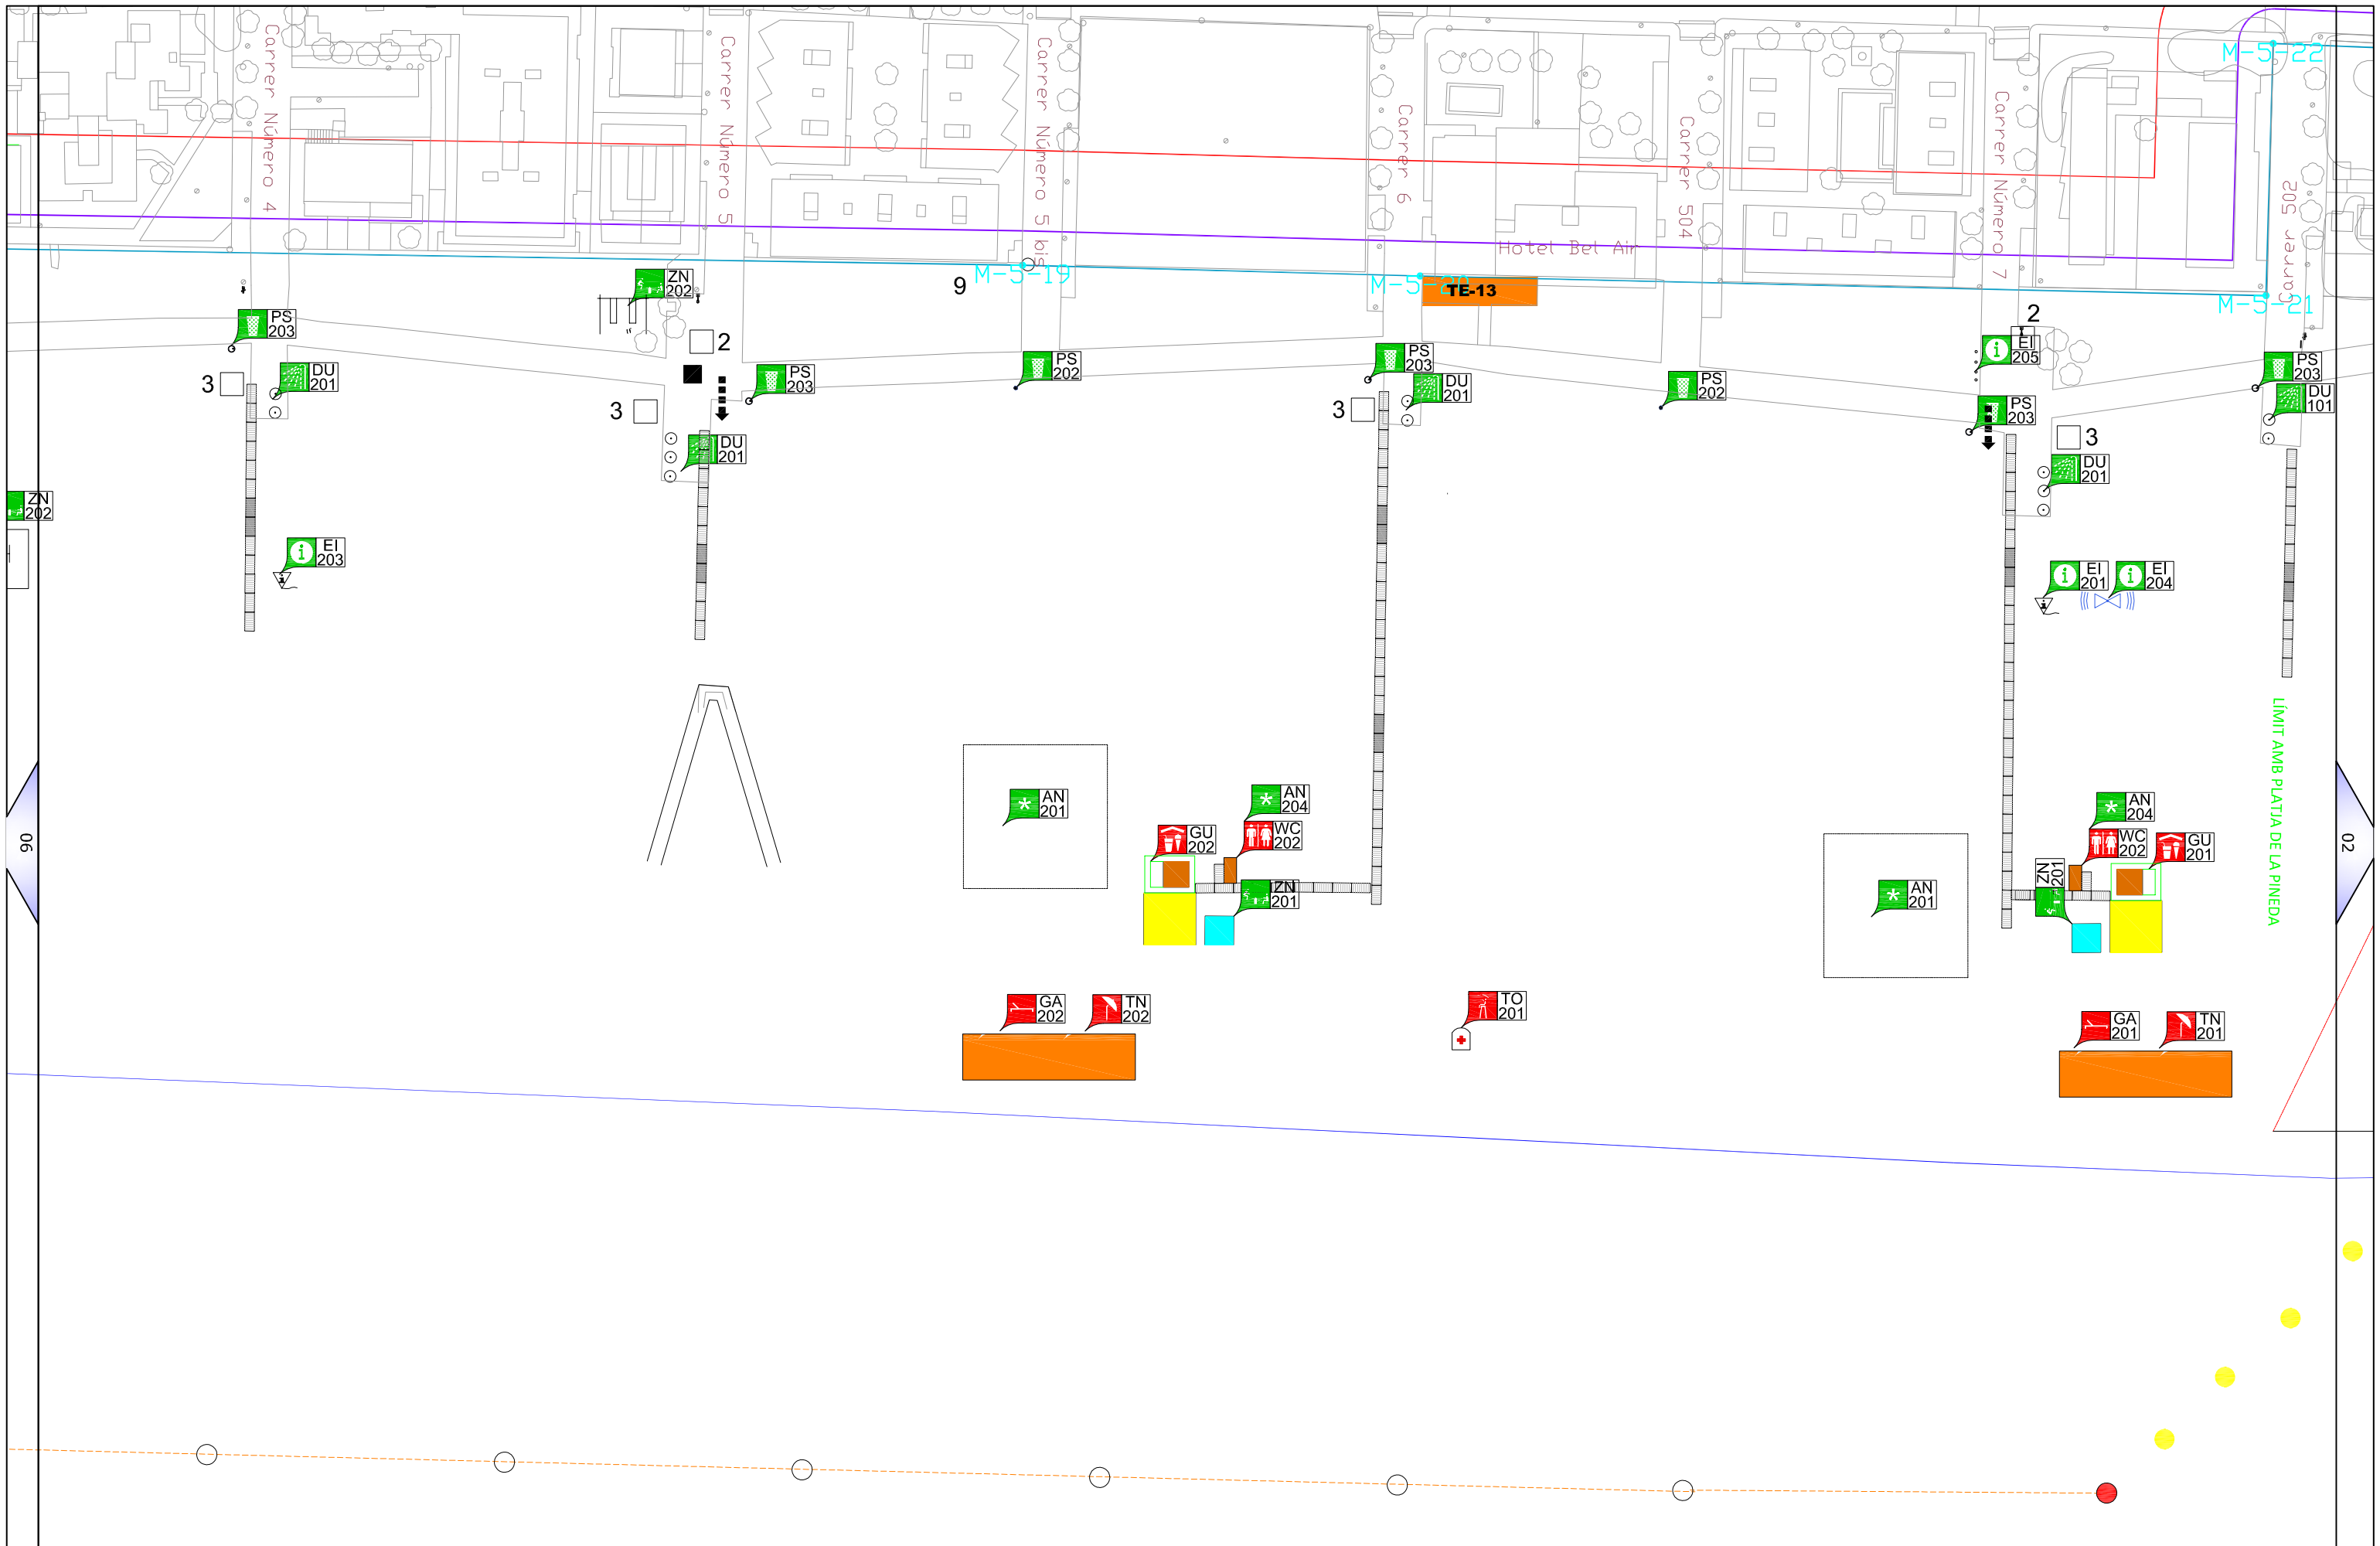 Carrer Número 4
Carrer Número 5
Carrer Número 5 bis
Carrer 6
Carrer 504
Carrer Número 7
Carrer 505
Hotel Bel Air
M-5-22
M-5-19
M-5-20
M-5-21
TE-13
9
ZN
202
PS
203
2
2
EI
205
3
DU
201
3
PS
203
PS
202
PS
203
DU
201
3
PS
202
PS
203
PS
203
DU
101
DU
201
3
DU
201
ZN
202
EI
203
EI
201
EI
204
LÍMIT AMB PLATJA DE LA PINEDA
AN
201
AN
204
GU
202
WC
202
ZN
201
AN
204
WC
202
GU
201
ZN
201
AN
201
06
02
GA
202
TN
202
TO
201
GA
201
TN
201